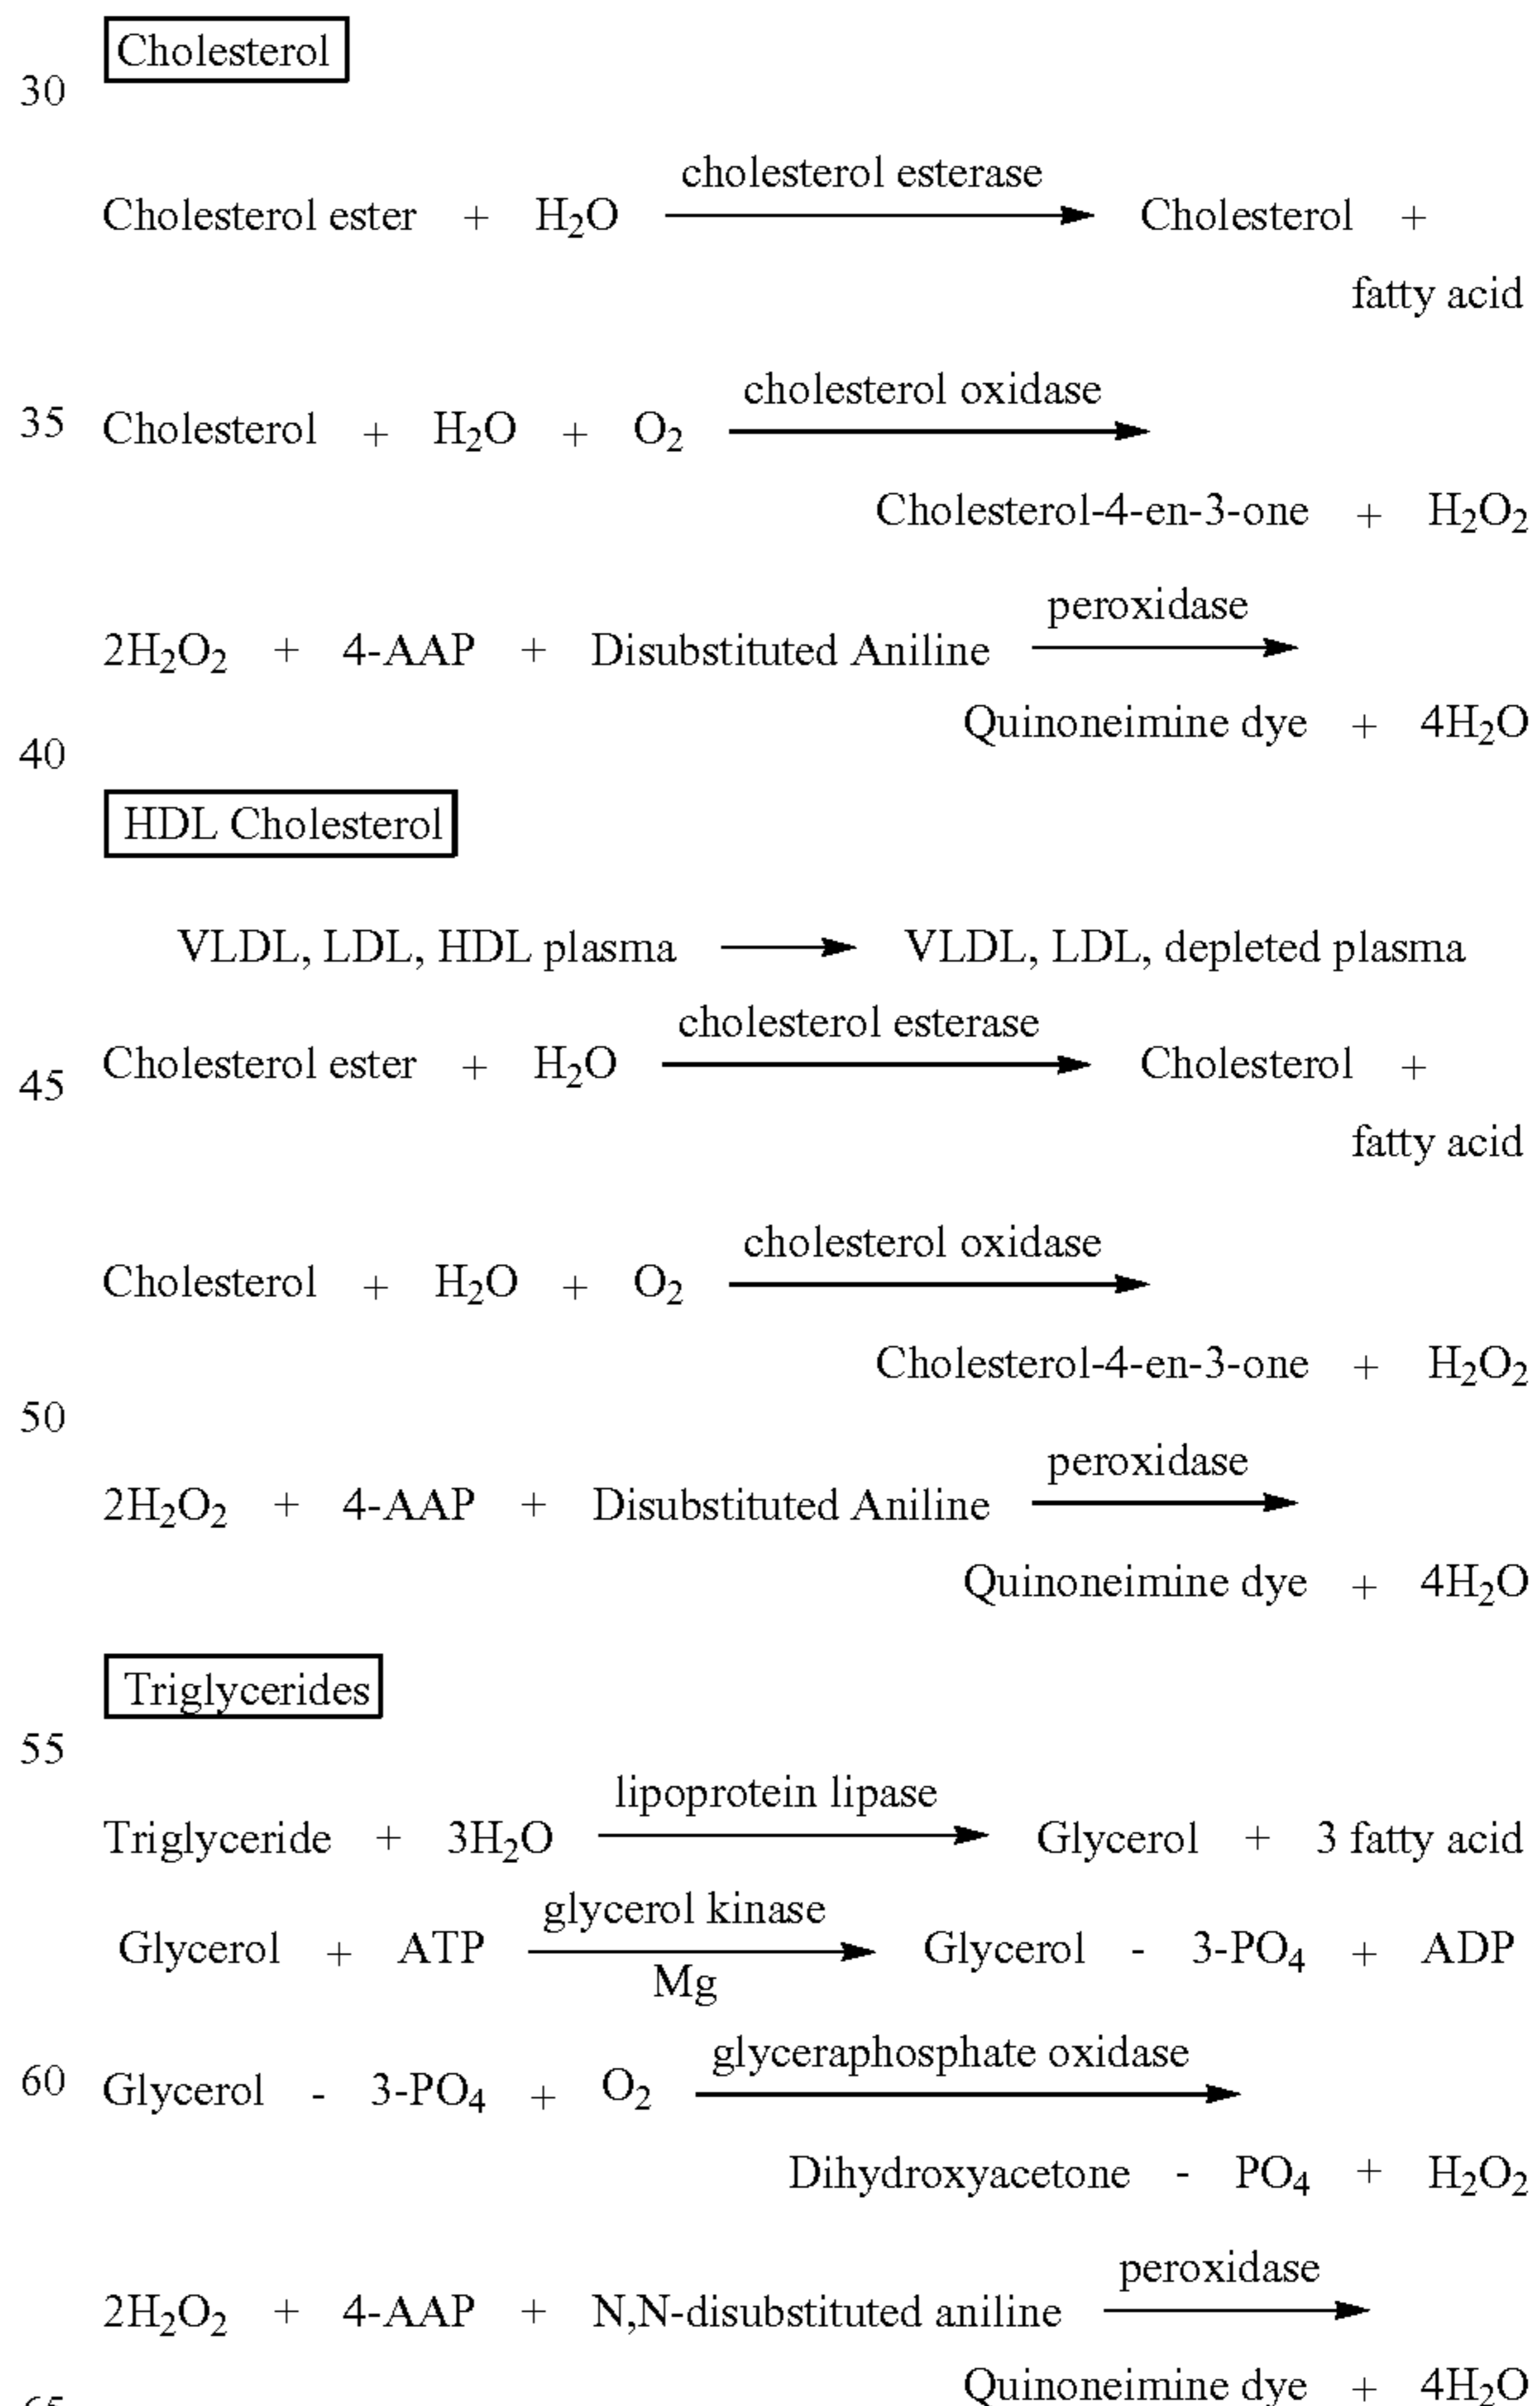 Cholesterol
30
cholesterol esterase
Cholesterol ester + H₂O ⟶ Cholesterol +
fatty acid
cholesterol oxidase
35 Cholesterol + H₂O + O₂ ⟶
Cholesterol-4-en-3-one + H₂O₂
peroxidase
2H₂O₂ + 4-AAP + Disubstituted Aniline ⟶
Quinoneimine dye + 4H₂O
40
HDL Cholesterol
VLDL, LDL, HDL plasma ⟶ VLDL, LDL, depleted plasma
cholesterol esterase
45 Cholesterol ester + H₂O ⟶ Cholesterol +
fatty acid
cholesterol oxidase
Cholesterol + H₂O + O₂ ⟶
Cholesterol-4-en-3-one + H₂O₂
50
peroxidase
2H₂O₂ + 4-AAP + Disubstituted Aniline ⟶
Quinoneimine dye + 4H₂O
Triglycerides
55
lipoprotein lipase
Triglyceride + 3H₂O ⟶ Glycerol + 3 fatty acid
glycerol kinase
Glycerol + ATP ⟶ Glycerol - 3-PO₄ + ADP
Mg
glyceraphosphate oxidase
60 Glycerol - 3-PO₄ + O₂ ⟶
Dihydroxyacetone - PO₄ + H₂O₂
peroxidase
2H₂O₂ + 4-AAP + N,N-disubstituted aniline ⟶
Quinoneimine dye + 4H₂O
65